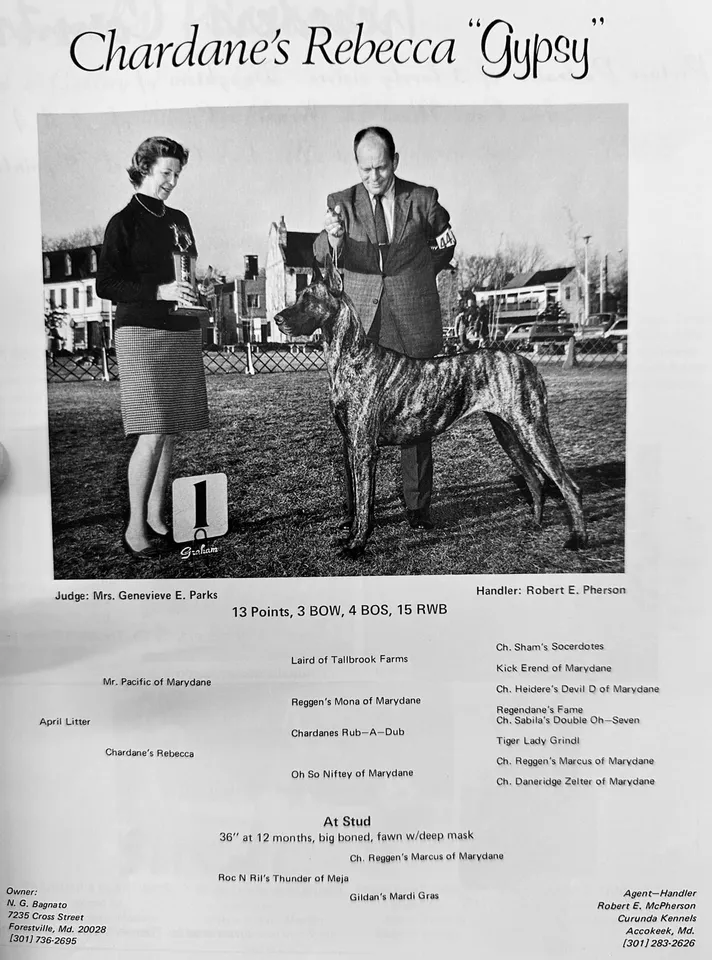 Chardane's Rebecca "Gypsy"
44
1
Graham
Judge: Mrs. Genevieve E. Parks
Handler: Robert E. Pherson
13 Points, 3 BOW, 4 BOS, 15 RWB
Ch. Sham's Socerdotes
Laird of Tallbrook Farms
Kick Erend of Marydane
Mr. Pacific of Marydane
Ch. Heidere's Devil D of Marydane
Reggen's Mona of Marydane
Regendane's Fame
April Litter
Ch. Sabila's Double Oh—Seven
Chardanes Rub—A—Dub
Tiger Lady Grindl
Chardane's Rebecca
Ch. Reggen's Marcus of Marydane
Oh So Niftey of Marydane
Ch. Daneridge Zelter of Marydane
At Stud
36" at 12 months, big boned, fawn w/deep mask
Ch. Reggen's Marcus of Marydane
Roc N Ril's Thunder of Meja
Gildan's Mardi Gras
Owner:
N. G. Bagnato
7235 Cross Street
Forestville, Md. 20028
[301] 736-2695
Agent—Handler
Robert E. McPherson
Curunda Kennels
Accokeek, Md.
[301] 283-2626